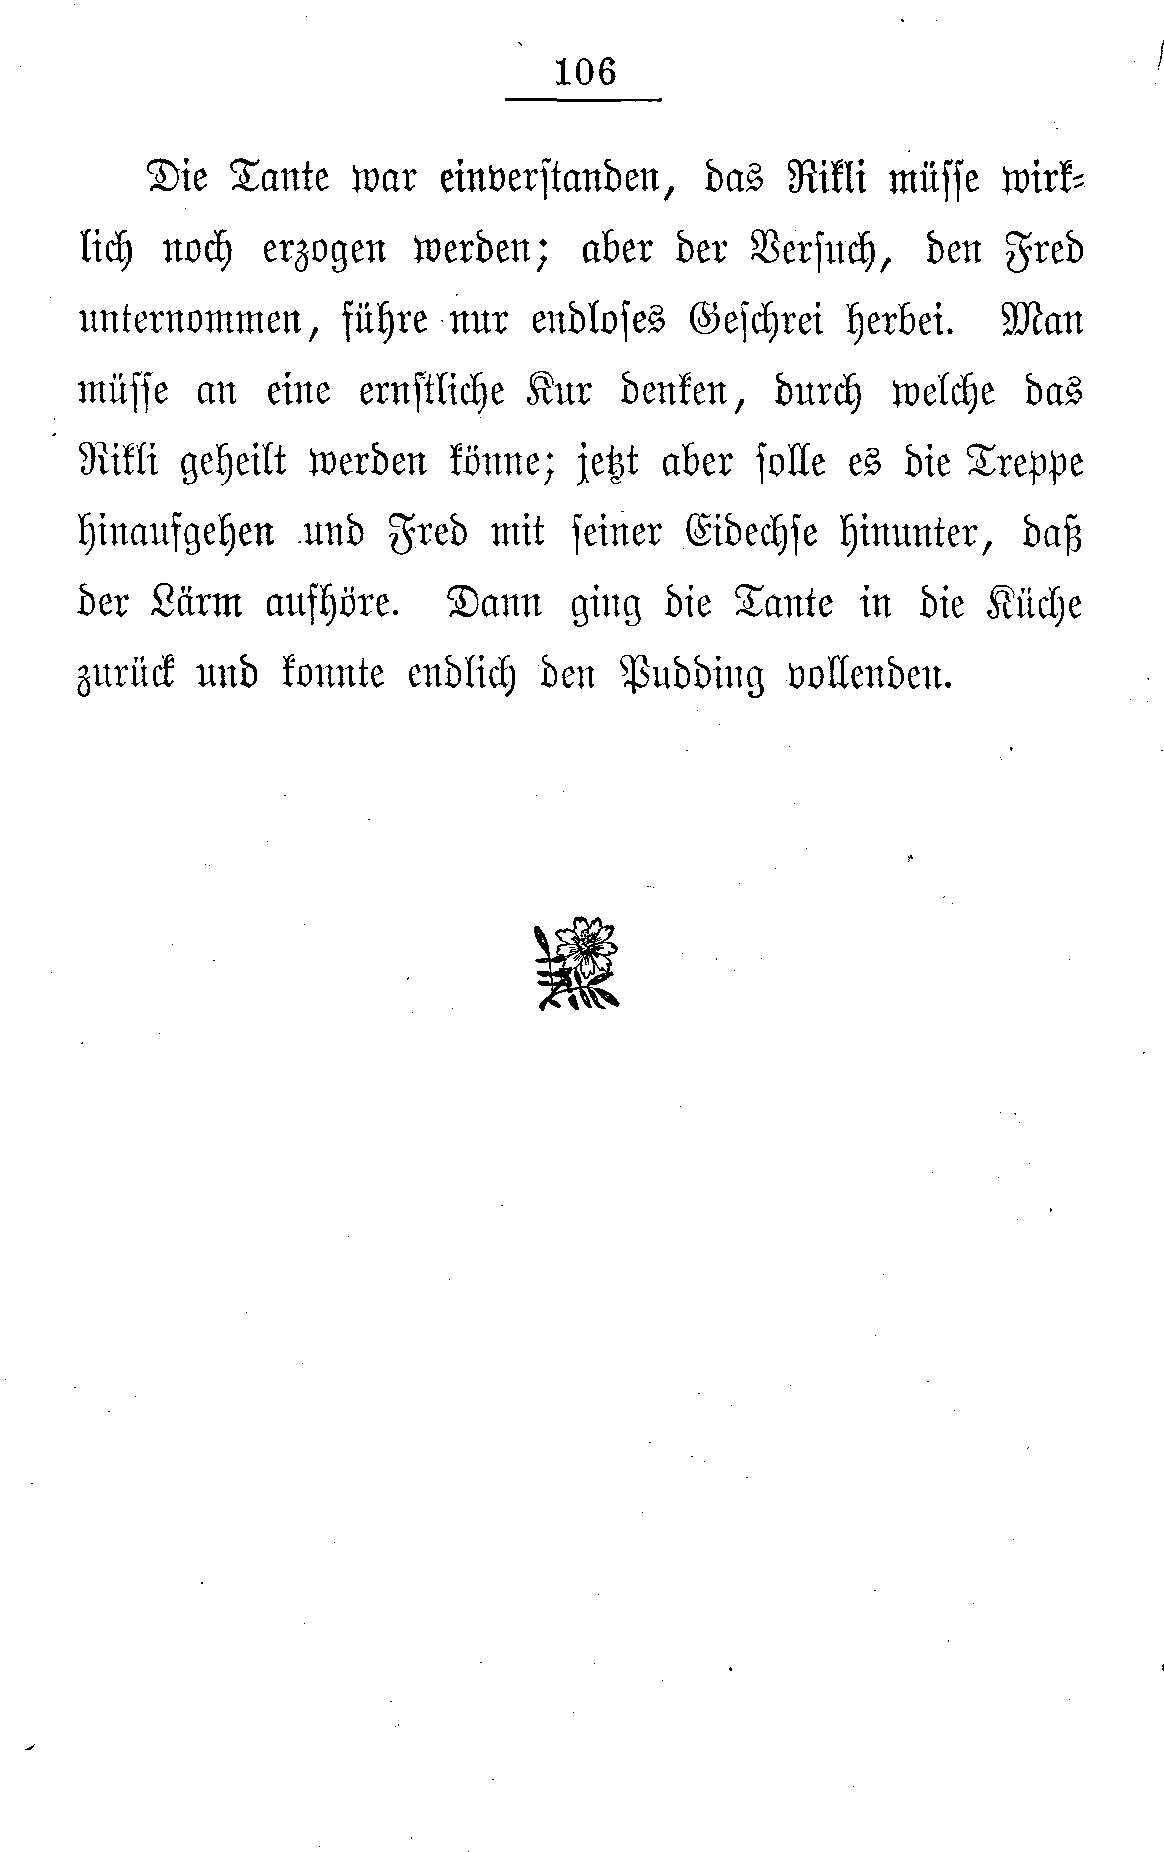 106
Die Tante war einverstanden, das Rikli müsse wirk-
lich noch erzogen werden; aber der Versuch, den Fred
unternommen, führe nur endloses Geschrei herbei. Man
müsse an eine ernstliche Kur denken, durch welche das
Rikli geheilt werden könne; jetzt aber solle es die Treppe
hinaufgehen und Fred mit seiner Eidechse hinunter, daß
der Lärm aufhöre. Dann ging die Tante in die Küche
zurück und konnte endlich den Pudding vollenden.